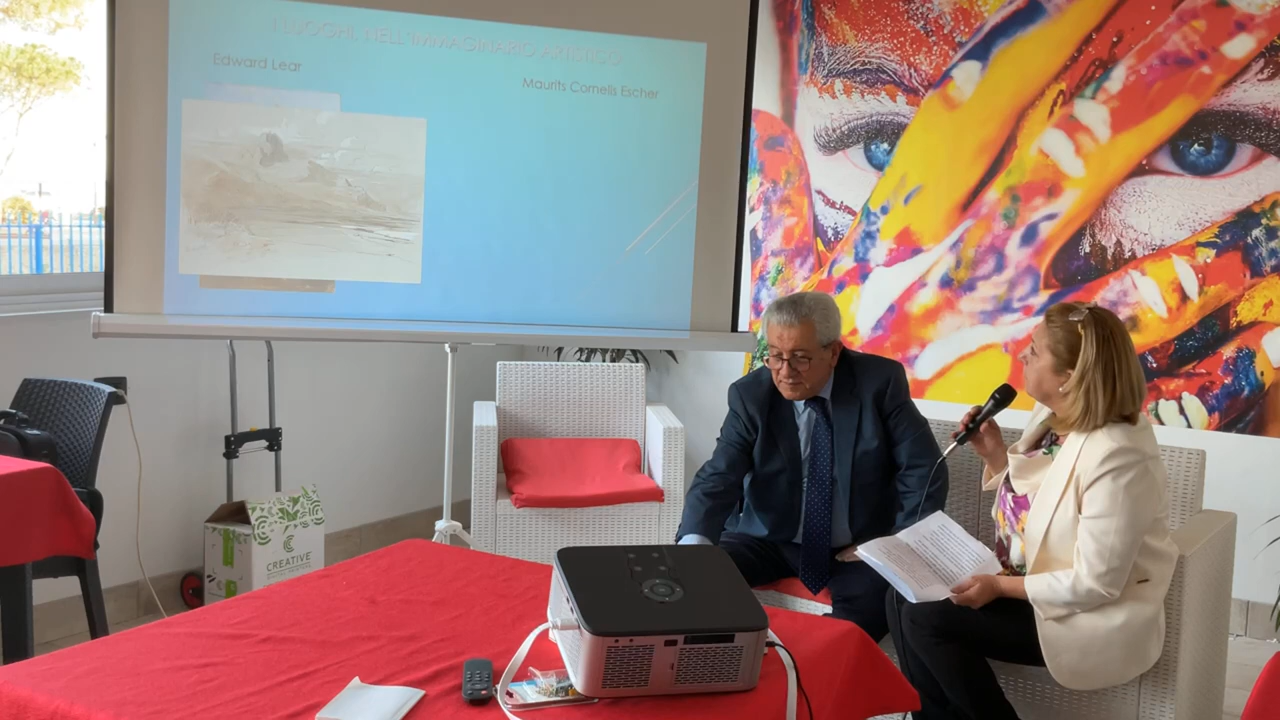 I LUOGHI, NELL'IMMAGINARIO ARTISTICO
Edward Lear
Maurits Cornelis Escher
CREATIVE